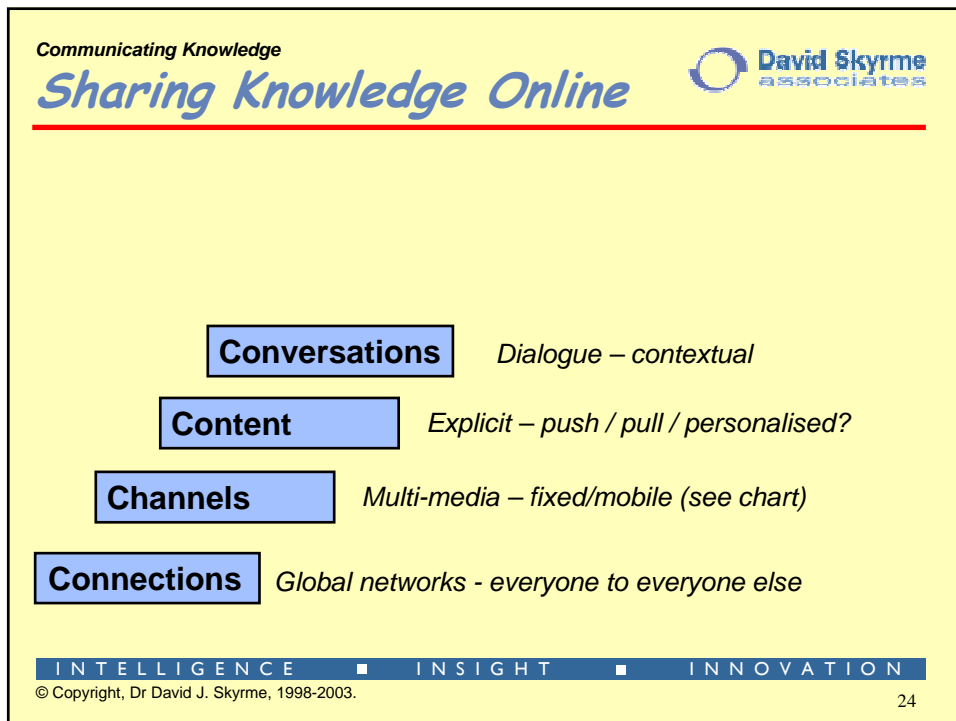 Communicating Knowledge
Sharing Knowledge Online
David Skyrme
associates
Conversations Dialogue – contextual
Content Explicit – push / pull / personalised?
Channels Multi-media – fixed/mobile (see chart)
Connections Global networks - everyone to everyone else
INTELLIGENCE ■ INSIGHT ■ INNOVATION
© Copyright, Dr David J. Skyrme, 1998-2003.
24